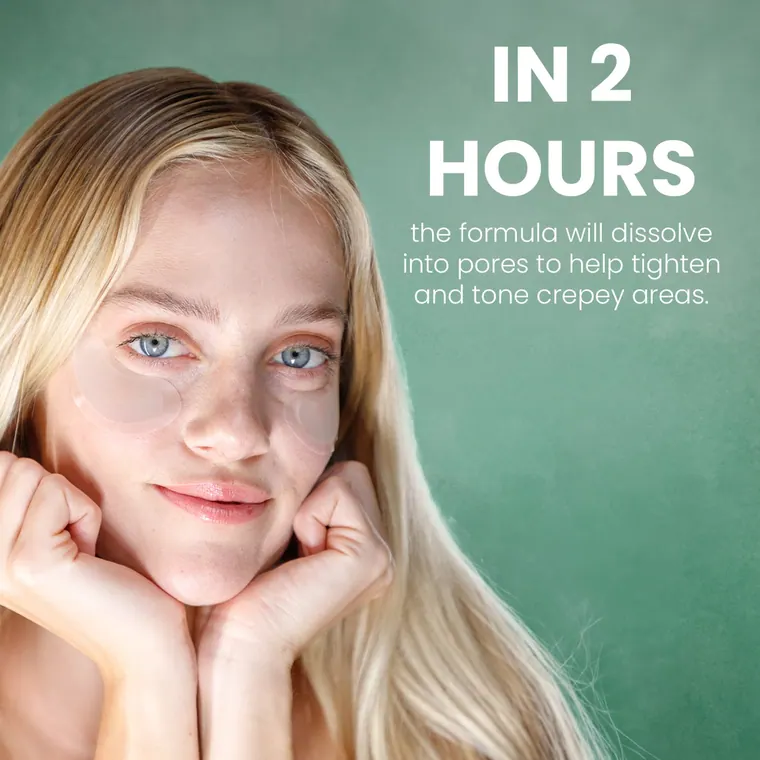 IN 2
HOURS
the formula will dissolve
into pores to help tighten
and tone crepey areas.